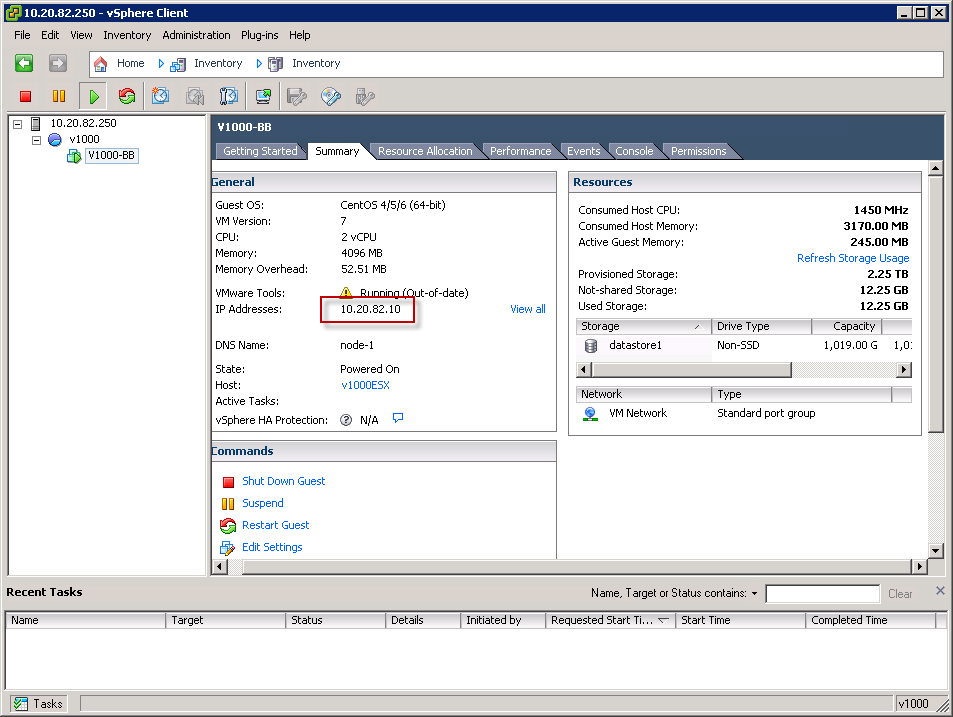 10.20.82.250 - vSphere Client
File Edit View Inventory Administration Plug-ins Help
Home Inventory Inventory
10.20.82.250
v1000
V1000-BB
V1000-BB
Getting Started Summary Resource Allocation Performance Events Console Permissions
General
Guest OS: CentOS 4/5/6 (64-bit)
VM Version: 7
CPU: 2 vCPU
Memory: 4096 MB
Memory Overhead: 52.51 MB
VMware Tools: Running (Out-of-date)
IP Addresses: 10.20.82.10 View all
DNS Name: node-1
State: Powered On
Host: v1000ESX
Active Tasks:
vSphere HA Protection: N/A
Commands
Shut Down Guest
Suspend
Restart Guest
Edit Settings
Resources
Consumed Host CPU: 1450 MHz
Consumed Host Memory: 3170.00 MB
Active Guest Memory: 245.00 MB
Refresh Storage Usage
Provisioned Storage: 2.25 TB
Not-shared Storage: 12.25 GB
Used Storage: 12.25 GB
Storage Drive Type Capacity
datastore1 Non-SSD 1,019.00 G 1,01
Network Type
VM Network Standard port group
Recent Tasks
Name, Target or Status contains: Clear
Name Target Status Details Initiated by Requested Start Ti... Start Time Completed Time
Tasks v1000